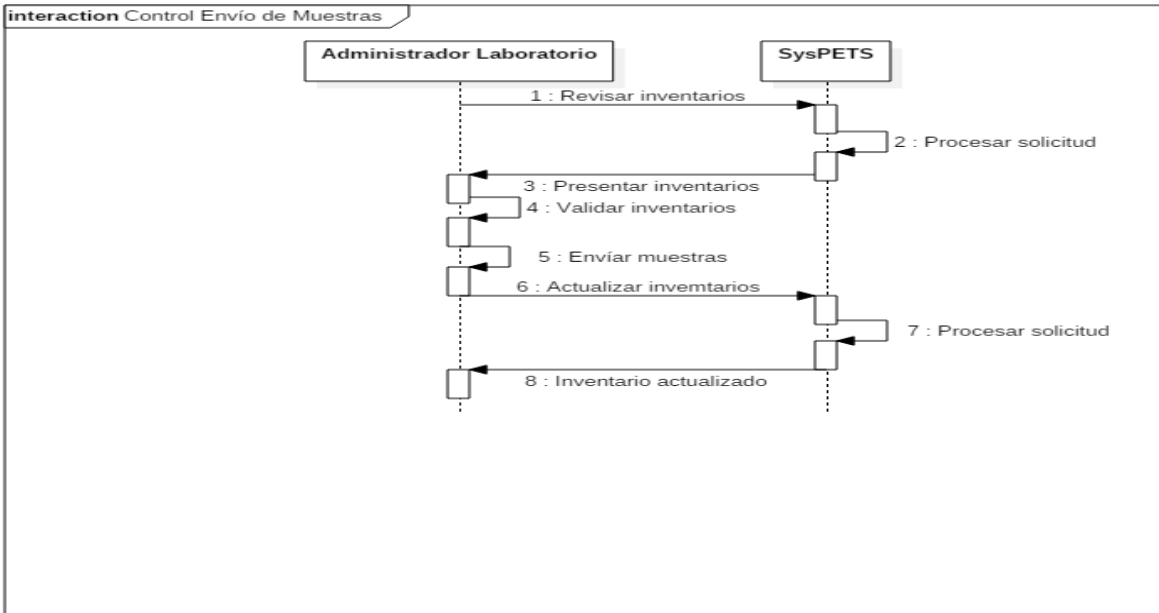 interaction Control Envío de Muestras
Administrador Laboratorio
SysPETS
1 : Revisar inventarios
2 : Procesar solicitud
3 : Presentar inventarios
4 : Validar inventarios
5 : Envíar muestras
6 : Actualizar invemtarios
7 : Procesar solicitud
8 : Inventario actualizado